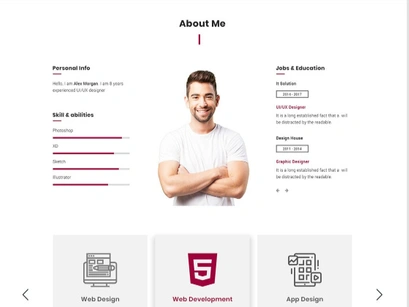 About Me
Personal Info
Hello, I am Alex Morgan. I am 8 years
experienced UI/UX designer
Skill & abilities
Photoshop
XD
Sketch
Illustrator
Jobs & Education
It Solution
2014 - 2017
UI/UX Designer
It is a long established fact that a will
be distracted by the readable.
Design House
2017 - 2018
Graphic Designer
It is a long established fact that a will
be distracted by the readable.
Web Design
5
Web Development
App Design